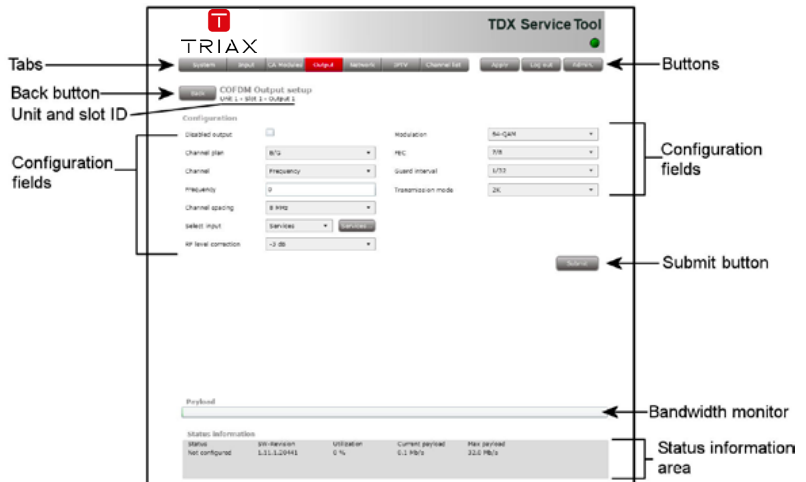 TDX Service Tool
TRIAX
Tabs
System Input CA Modules Output Network IPTV Channel list Apply Log out Admin.
Buttons
Back button
Back COFDM Output setup
Unit 1 - Slot 1 - Output 1
Unit and slot ID
Configuration
Configuration fields
Disabled output
Channel plan B/G
Channel Frequency
Frequency 0
Channel spacing 8 MHz
Select input Services Services
RF level correction -3 dB
Modulation 64-QAM
FEC 7/8
Guard interval 1/32
Transmission mode 2K
Configuration fields
Submit
Submit button
Payload
Bandwidth monitor
Status information
Status SW-Revision Utilization Current payload Max payload
Not configured 0 % 0.1 Mb/s
Status information area